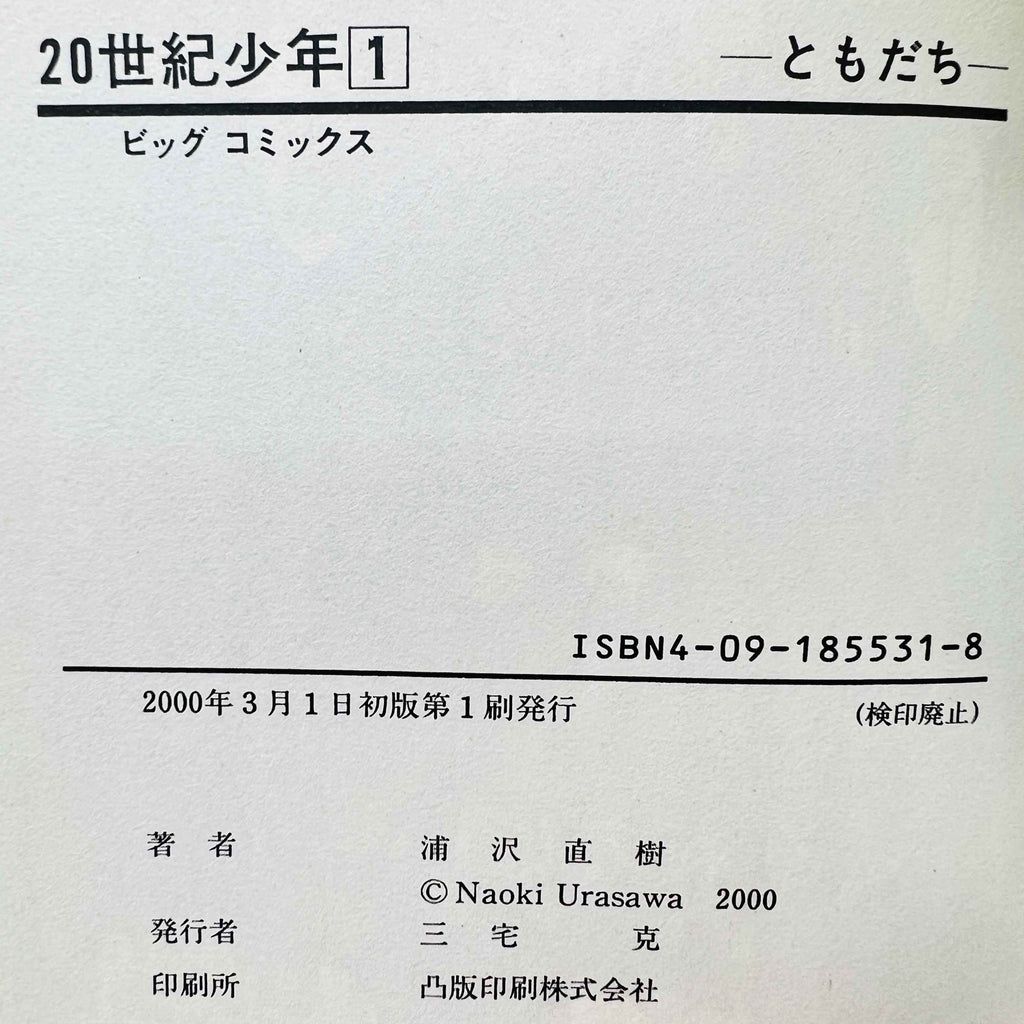 20世紀少年1 ―ともだち―
ビッグ コミックス
ISBN4-09-185531-8
2000年3月1日初版第1刷発行 (検印廃止)
著者 浦沢直樹
©Naoki Urasawa 2000
発行者 三宅克
印刷所 凸版印刷株式会社